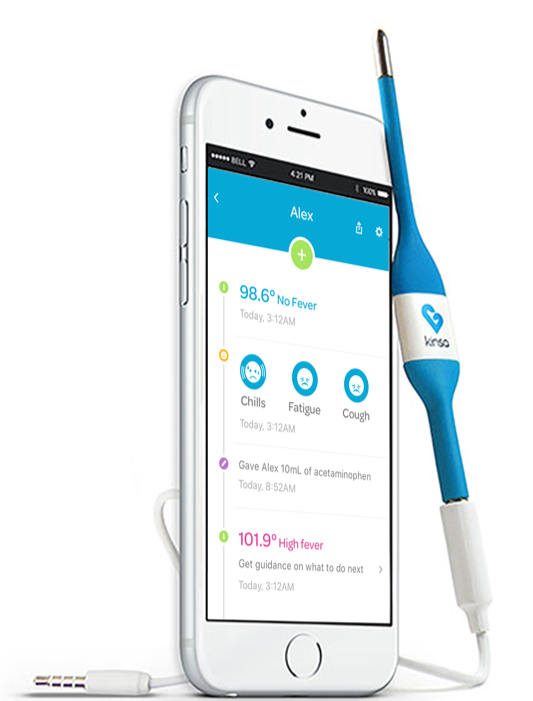 BELL
4:21 PM
100%
Alex
98.6° No Fever
Today, 3:12AM
Chills
Fatigue
Cough
Today, 3:12AM
Gave Alex 10mL of acetaminophen
Today, 8:52AM
101.9° High fever
Get guidance on what to do next
Today, 3:12AM
kinsa